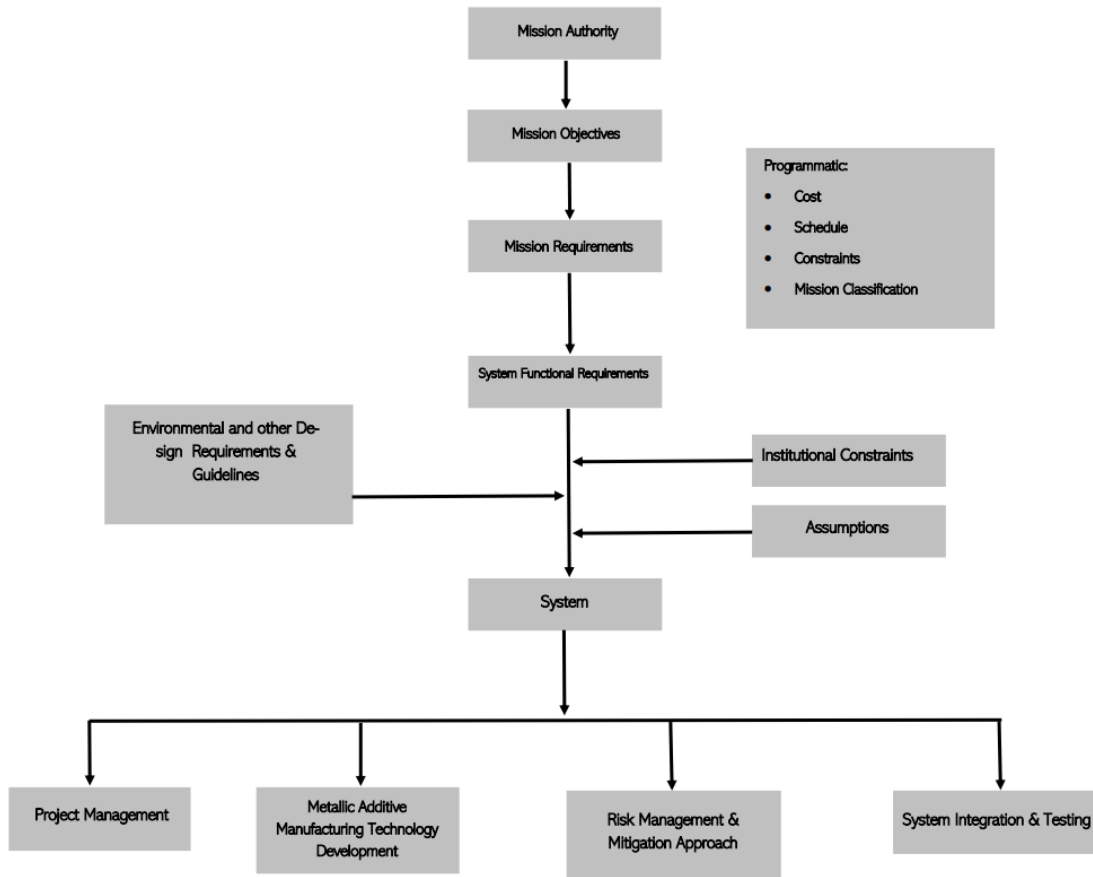 Mission Authority
Mission Objectives
Programmatic:
• Cost
• Schedule
• Constraints
• Mission Classification
Mission Requirements
System Functional Requirements
Environmental and other De-
sign Requirements &
Guidelines
Institutional Constraints
Assumptions
System
Project Management
Metallic Additive
Manufacturing Technology
Development
Risk Management &
Mitigation Approach
System Integration & Testing